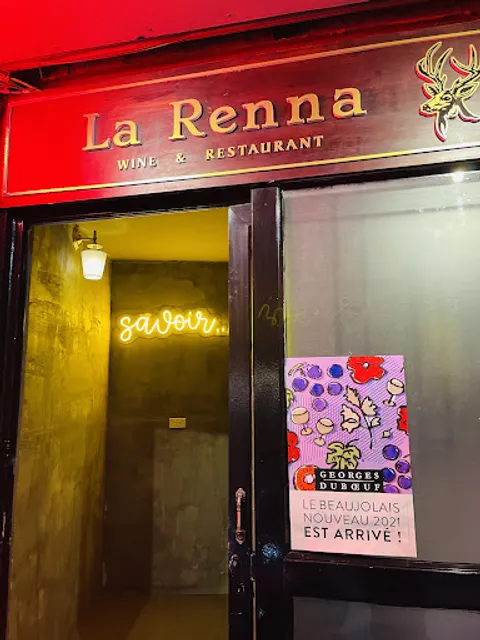 La Renna
WINE & RESTAURANT
savoir..
GEORGES
DUBŒUF
LE BEAUJOLAIS
NOUVEAU 2021
EST ARRIVÉ !